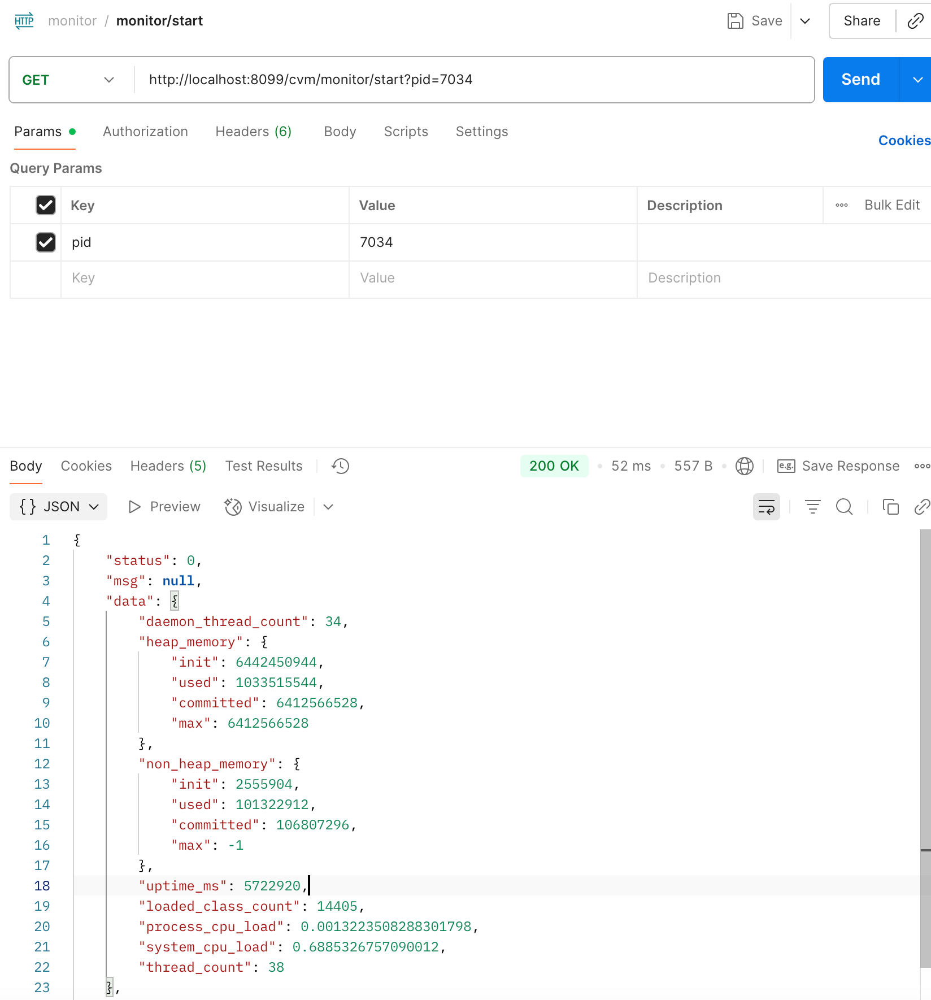 HTTP monitor / monitor/start Save Share
GET http://localhost:8099/cvm/monitor/start?pid=7034 Send
Params Authorization Headers (6) Body Scripts Settings Cookies
Query Params
Key Value Description Bulk Edit
pid 7034
Key Value Description
Body Cookies Headers (5) Test Results 200 OK 52 ms 557 B e.g. Save Response
{} JSON Preview Visualize
1 {
2 "status": 0,
3 "msg": null,
4 "data": {
5 "daemon_thread_count": 34,
6 "heap_memory": {
7 "init": 6442450944,
8 "used": 1033515544,
9 "committed": 6412566528,
10 "max": 6412566528
11 },
12 "non_heap_memory": {
13 "init": 2555904,
14 "used": 101322912,
15 "committed": 106807296,
16 "max": -1
17 },
18 "uptime_ms": 5722920,
19 "loaded_class_count": 14405,
20 "process_cpu_load": 0.0013223508288301798,
21 "system_cpu_load": 0.6885326757090012,
22 "thread_count": 38
23 },